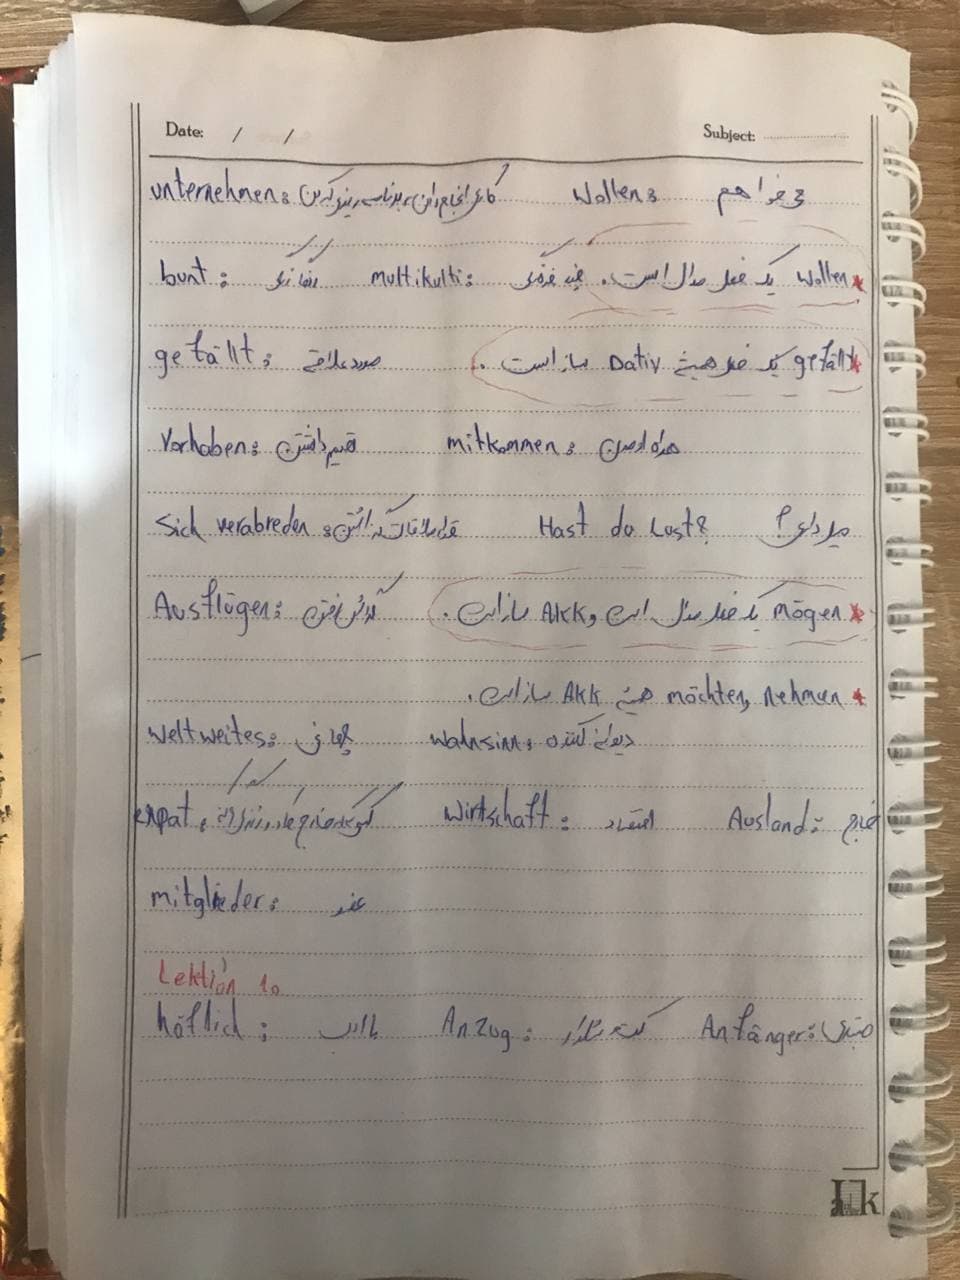 Date: / / Subject:
unternehmen: کاری انجام دادن، برنامه ریزی کردن Wollen: می خواهم
bunt: رنگارنگ multikulti: چند فرهنگی
* Wollen یک فعل مدال است.
gefällt: مورد علاقه
* gefällt یک فعل همیشه Dativ ساز است.
Vorhaben: تصمیم داشتن mitkommen: همراه اومدن
Sich verabreden: قرار ملاقات گذاشتن Hast du Lust? میل داری؟
Ausflügen: گردش رفتن
* mögen یک فعل مدال است و AKK ساز است.
* möchten, nehmen همیشه AKK ساز است.
Weltweites: جهانی Wahnsinn: دیوانه کننده
expat: Wirtschaft: اقتصاد Ausland: خارج
mitglieder: عضو
Lektion 10
höflich: با ادب Anzug: کت شلوار Anfänger: مبتدی